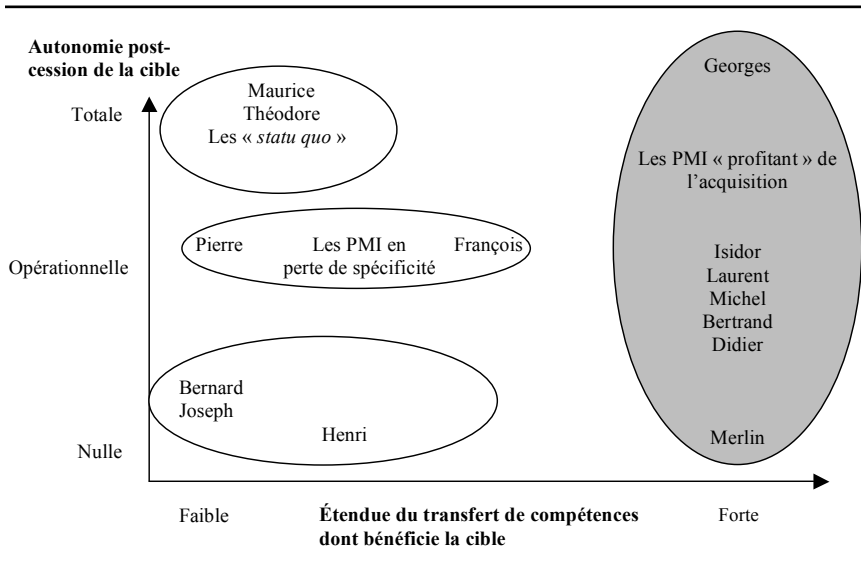 Autonomie post-
cession de la cible
Totale
Maurice
Théodore
Les « statu quo »
Georges
Les PMI « profitant » de
l’acquisition
Opérationnelle
Pierre
Les PMI en
perte de spécificité
François
Isidor
Laurent
Michel
Bertrand
Didier
Bernard
Joseph
Henri
Merlin
Nulle
Faible
Étendue du transfert de compétences
dont bénéficie la cible
Forte